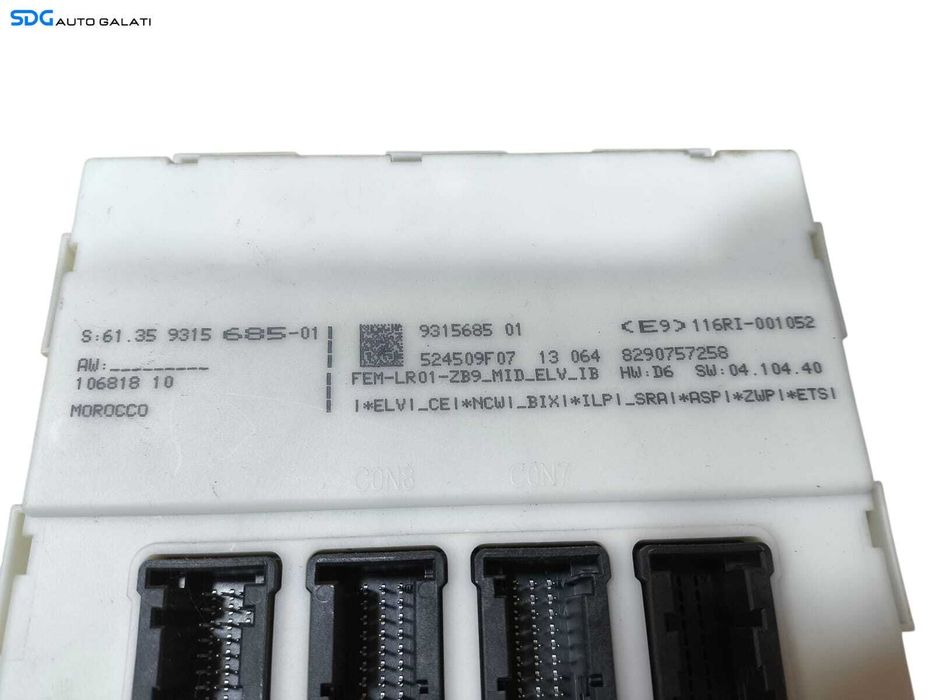 SDG AUTO GALATI
S:61.35 9315 685-01
AW:_________
106818 10
MOROCCO
9315685 01
<E9> 116RI-001052
524509F07 13 064 8290757258
FEM-LR01-ZB9_MID_ELV_IB HW:D6 SW:04.104.40
|*ELV|_CE|*NCW|_BIX|*ILP|_SRA|*ASP|*ZWP|*ETS|
CON8 CON7